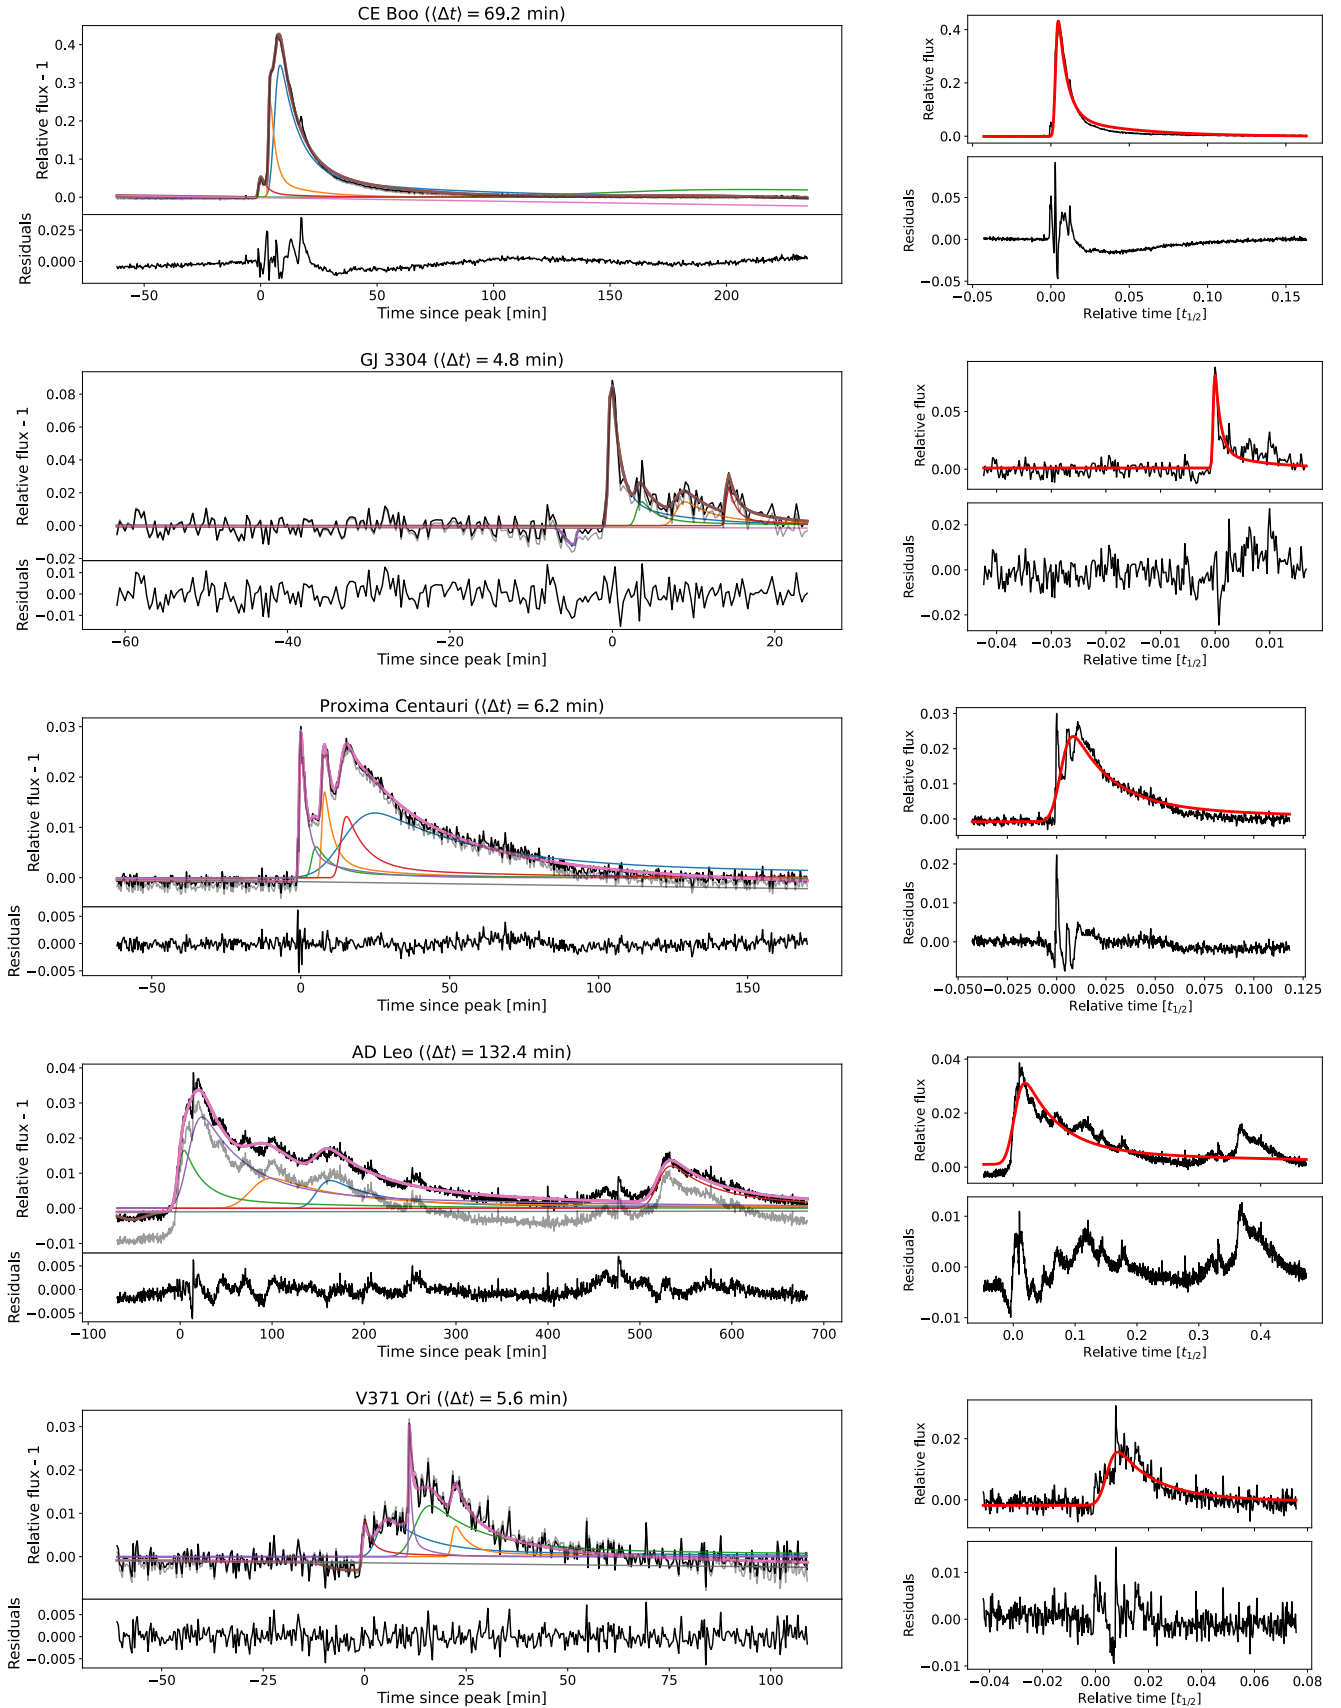 CE Boo (⟨Δt⟩ = 69.2 min)
Relative flux - 1
0.4
0.3
0.2
0.1
0.0
Residuals
0.025
0.000
−50 0 50 100 150 200
Time since peak [min]
Relative flux
0.4
0.2
0.0
Residuals
0.05
0.00
−0.05
−0.05 0.00 0.05 0.10 0.15
Relative time [t1/2]
GJ 3304 (⟨Δt⟩ = 4.8 min)
Relative flux - 1
0.08
0.06
0.04
0.02
0.00
−0.02
Residuals
0.01
0.00
−0.01
−60 −40 −20 0 20
Time since peak [min]
Relative flux
0.05
0.00
Residuals
0.02
0.00
−0.02
−0.04 −0.03 −0.02 −0.01 0.00 0.01
Relative time [t1/2]
Proxima Centauri (⟨Δt⟩ = 6.2 min)
Relative flux - 1
0.03
0.02
0.01
0.00
Residuals
0.005
0.000
−0.005
−50 0 50 100 150
Time since peak [min]
Relative flux
0.03
0.02
0.01
0.00
Residuals
0.02
0.01
0.00
−0.050 −0.025 0.000 0.025 0.050 0.075 0.100 0.125
Relative time [t1/2]
AD Leo (⟨Δt⟩ = 132.4 min)
Relative flux - 1
0.04
0.03
0.02
0.01
0.00
−0.01
Residuals
0.005
0.000
−0.005
−100 0 100 200 300 400 500 600 700
Time since peak [min]
Relative flux
0.04
0.02
0.00
Residuals
0.01
0.00
−0.01
0.0 0.1 0.2 0.3 0.4
Relative time [t1/2]
V371 Ori (⟨Δt⟩ = 5.6 min)
Relative flux - 1
0.03
0.02
0.01
0.00
Residuals
0.005
0.000
−0.005
−50 −25 0 25 50 75 100
Time since peak [min]
Relative flux
0.02
0.00
Residuals
0.01
0.00
−0.01
−0.04 −0.02 0.00 0.02 0.04 0.06 0.08
Relative time [t1/2]